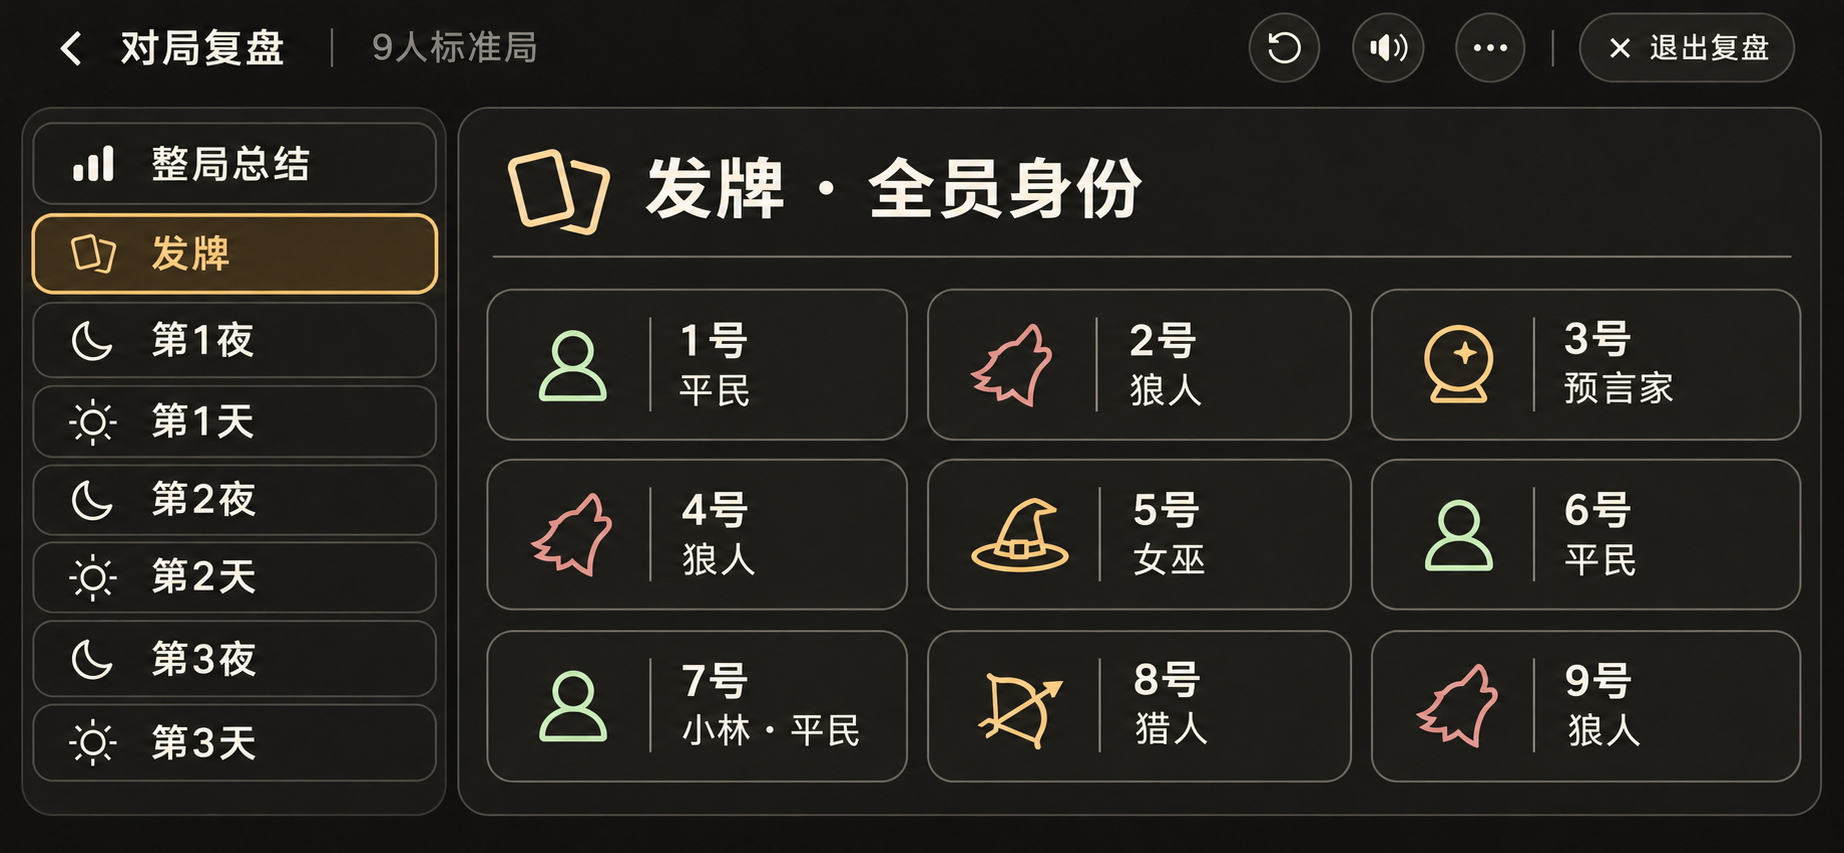 对局复盘 9人标准局 退出复盘
整局总结
发牌
第1夜
第1天
第2夜
第2天
第3夜
第3天
发牌·全员身份
1号
平民
2号
狼人
3号
预言家
4号
狼人
5号
女巫
6号
平民
7号
小林·平民
8号
猎人
9号
狼人